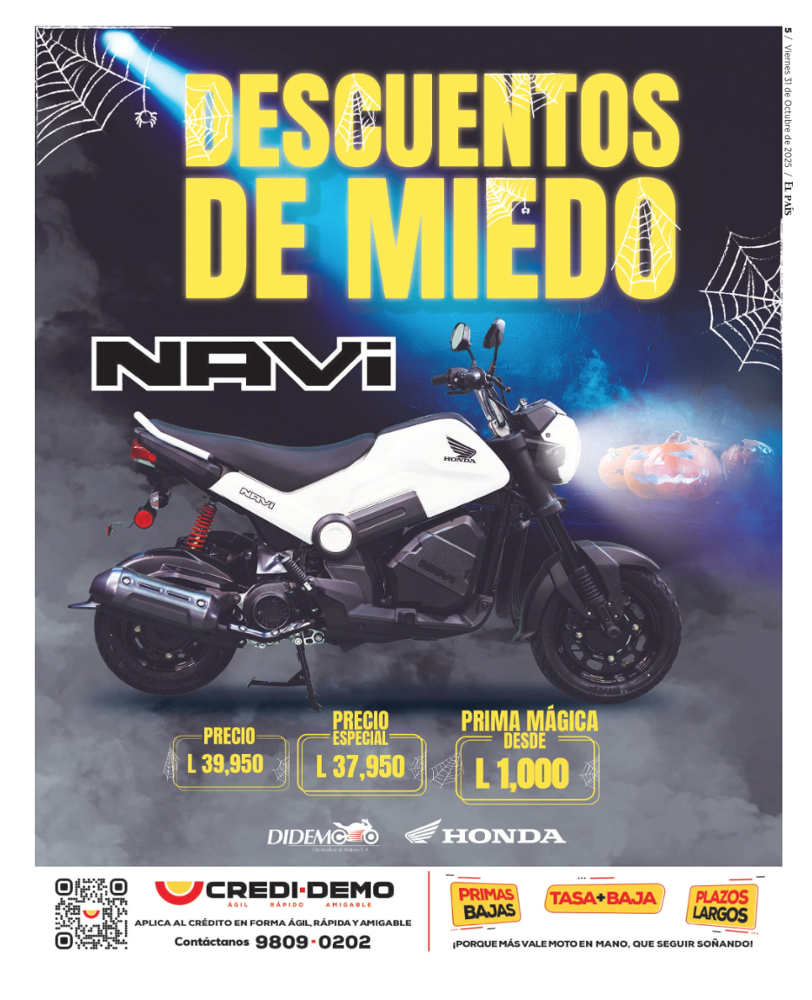 5 / Viernes 31 de Octubre de 2025 / EL PAÍS
DESCUENTOS
DE MIEDO
NAVi
HONDA
NAVi
NAVi
PRECIO
L 39,950
PRECIO
ESPECIAL
L 37,950
PRIMA MÁGICA
DESDE
L 1,000
DIDEMOTO
Distribuidora de Motores S.A.
HONDA
CREDI-DEMO
ÁGIL RÁPIDO AMIGABLE
APLICA AL CRÉDITO EN FORMA ÁGIL, RÁPIDA Y AMIGABLE
Contáctanos 9809-0202
PRIMAS
BAJAS
TASA+BAJA
PLAZOS
LARGOS
¡PORQUE MÁS VALE MOTO EN MANO, QUE SEGUIR SOÑANDO!